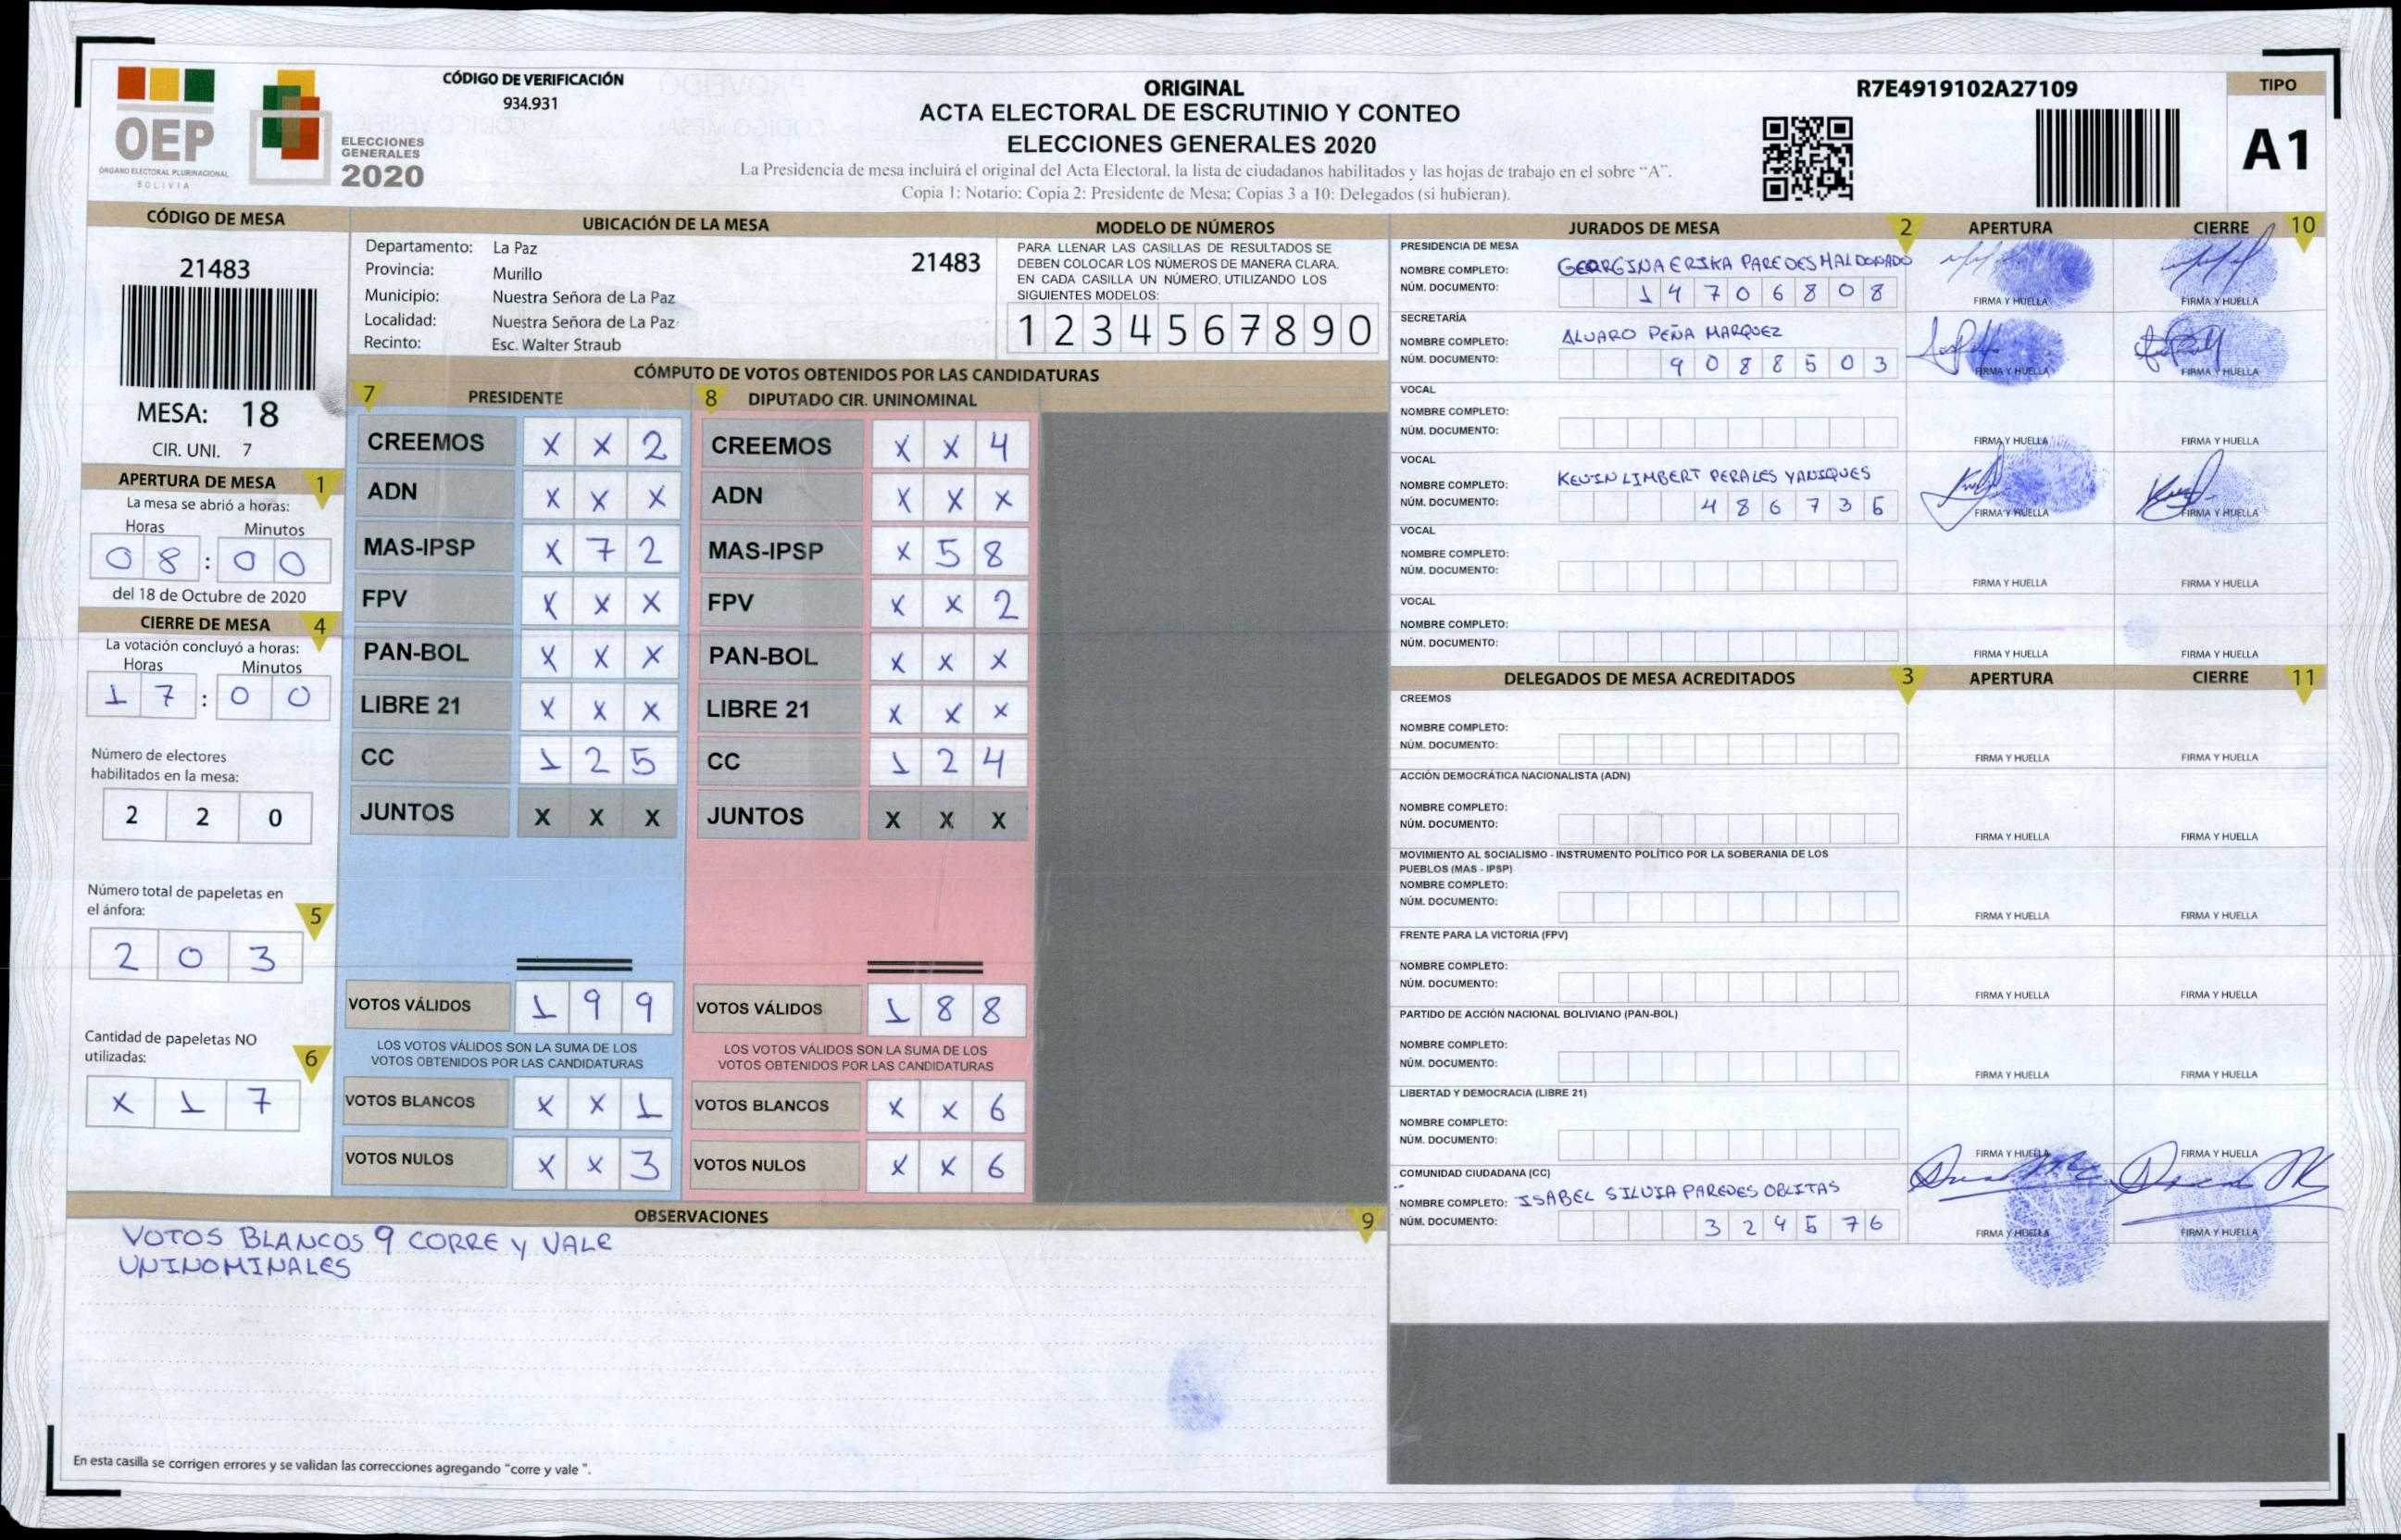 OEP
ÓRGANO ELECTORAL PLURINACIONAL
BOLIVIA
ELECCIONES
GENERALES
2020
CÓDIGO DE VERIFICACIÓN
934.931
ORIGINAL
ACTA ELECTORAL DE ESCRUTINIO Y CONTEO
ELECCIONES GENERALES 2020
La Presidencia de mesa incluirá el original del Acta Electoral, la lista de ciudadanos habilitados y las hojas de trabajo en el sobre “A”.
Copia 1: Notario; Copia 2: Presidente de Mesa; Copias 3 a 10: Delegados (si hubieran).
R7E4919102A27109
TIPO
A1
CÓDIGO DE MESA
21483
MESA: 18
CIR. UNI. 7
APERTURA DE MESA 1
La mesa se abrió a horas:
Horas Minutos
0 8 : 0 0
del 18 de Octubre de 2020
CIERRE DE MESA 4
La votación concluyó a horas:
Horas Minutos
1 7 : 0 0
Número de electores
habilitados en la mesa:
2 2 0
Número total de papeletas en
el ánfora: 5
2 0 3
Cantidad de papeletas NO
utilizadas: 6
X 1 7
UBICACIÓN DE LA MESA
Departamento: La Paz
Provincia: Murillo
Municipio: Nuestra Señora de La Paz
Localidad: Nuestra Señora de La Paz
Recinto: Esc. Walter Straub
21483
MODELO DE NÚMEROS
PARA LLENAR LAS CASILLAS DE RESULTADOS SE
DEBEN COLOCAR LOS NÚMEROS DE MANERA CLARA.
EN CADA CASILLA UN NÚMERO, UTILIZANDO LOS
SIGUIENTES MODELOS:
1 2 3 4 5 6 7 8 9 0
CÓMPUTO DE VOTOS OBTENIDOS POR LAS CANDIDATURAS
7 PRESIDENTE
CREEMOS X X 2
ADN X X X
MAS-IPSP X 7 2
FPV X X X
PAN-BOL X X X
LIBRE 21 X X X
CC 1 2 5
JUNTOS X X X
VOTOS VÁLIDOS 1 9 9
LOS VOTOS VÁLIDOS SON LA SUMA DE LOS
VOTOS OBTENIDOS POR LAS CANDIDATURAS
VOTOS BLANCOS X X 1
VOTOS NULOS X X 3
8 DIPUTADO CIR. UNINOMINAL
CREEMOS X X 4
ADN X X X
MAS-IPSP X 5 8
FPV X X 2
PAN-BOL X X X
LIBRE 21 X X X
CC 1 2 4
JUNTOS X X X
VOTOS VÁLIDOS 1 8 8
LOS VOTOS VÁLIDOS SON LA SUMA DE LOS
VOTOS OBTENIDOS POR LAS CANDIDATURAS
VOTOS BLANCOS X X 6
VOTOS NULOS X X 6
OBSERVACIONES 9
VOTOS BLANCOS 9 CORRE Y VALE
UNINOMINALES
En esta casilla se corrigen errores y se validan las correcciones agregando “corre y vale ”.
JURADOS DE MESA 2 APERTURA CIERRE 10
PRESIDENCIA DE MESA
NOMBRE COMPLETO: GEORGINA ERIKA PAREDES MALDONADO
NÚM. DOCUMENTO: 1 4 7 0 6 8 0 8
FIRMA Y HUELLA FIRMA Y HUELLA
SECRETARÍA
NOMBRE COMPLETO: ALVARO PEÑA MARQUEZ
NÚM. DOCUMENTO: 9 0 8 8 5 0 3
FIRMA Y HUELLA FIRMA Y HUELLA
VOCAL
NOMBRE COMPLETO:
NÚM. DOCUMENTO:
FIRMA Y HUELLA FIRMA Y HUELLA
VOCAL
NOMBRE COMPLETO: KEVIN LIMBERT PERALES YANIQUES
NÚM. DOCUMENTO: 4 8 6 7 3 5
FIRMA Y HUELLA FIRMA Y HUELLA
VOCAL
NOMBRE COMPLETO:
NÚM. DOCUMENTO:
FIRMA Y HUELLA FIRMA Y HUELLA
VOCAL
NOMBRE COMPLETO:
NÚM. DOCUMENTO:
FIRMA Y HUELLA FIRMA Y HUELLA
DELEGADOS DE MESA ACREDITADOS 3 APERTURA CIERRE 11
CREEMOS
NOMBRE COMPLETO:
NÚM. DOCUMENTO:
FIRMA Y HUELLA FIRMA Y HUELLA
ACCIÓN DEMOCRÁTICA NACIONALISTA (ADN)
NOMBRE COMPLETO:
NÚM. DOCUMENTO:
FIRMA Y HUELLA FIRMA Y HUELLA
MOVIMIENTO AL SOCIALISMO - INSTRUMENTO POLÍTICO POR LA SOBERANIA DE LOS
PUEBLOS (MAS - IPSP)
NOMBRE COMPLETO:
NÚM. DOCUMENTO:
FIRMA Y HUELLA FIRMA Y HUELLA
FRENTE PARA LA VICTORIA (FPV)
NOMBRE COMPLETO:
NÚM. DOCUMENTO:
FIRMA Y HUELLA FIRMA Y HUELLA
PARTIDO DE ACCIÓN NACIONAL BOLIVIANO (PAN-BOL)
NOMBRE COMPLETO:
NÚM. DOCUMENTO:
FIRMA Y HUELLA FIRMA Y HUELLA
LIBERTAD Y DEMOCRACIA (LIBRE 21)
NOMBRE COMPLETO:
NÚM. DOCUMENTO:
FIRMA Y HUELLA FIRMA Y HUELLA
COMUNIDAD CIUDADANA (CC)
NOMBRE COMPLETO: ISABEL SILVIA PAREDES OBLITAS
NÚM. DOCUMENTO: 3 2 9 5 7 6
FIRMA Y HUELLA FIRMA Y HUELLA